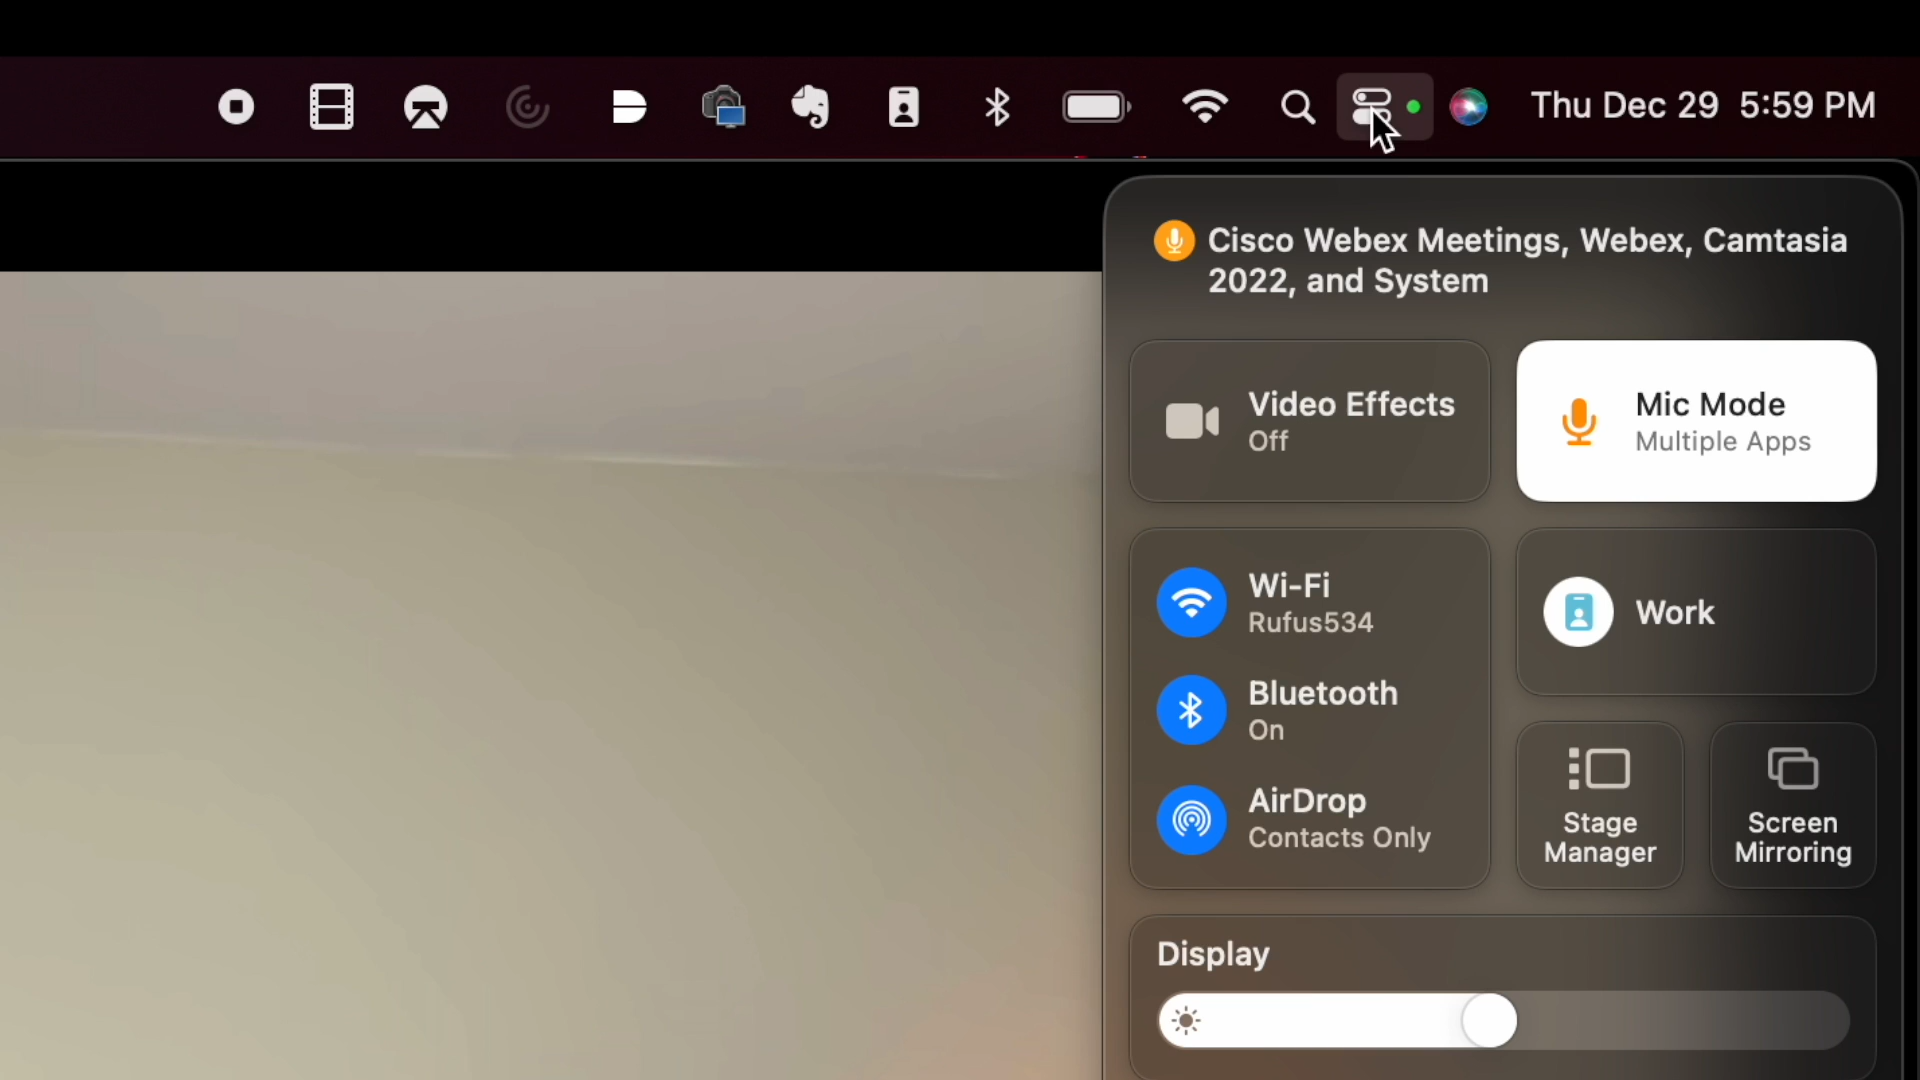 Thu Dec 29 5:59 PM
Cisco Webex Meetings, Webex, Camtasia
2022, and System
Video Effects
Off
Mic Mode
Multiple Apps
Wi-Fi
Rufus534
Work
Bluetooth
On
AirDrop
Contacts Only
Stage
Manager
Screen
Mirroring
Display